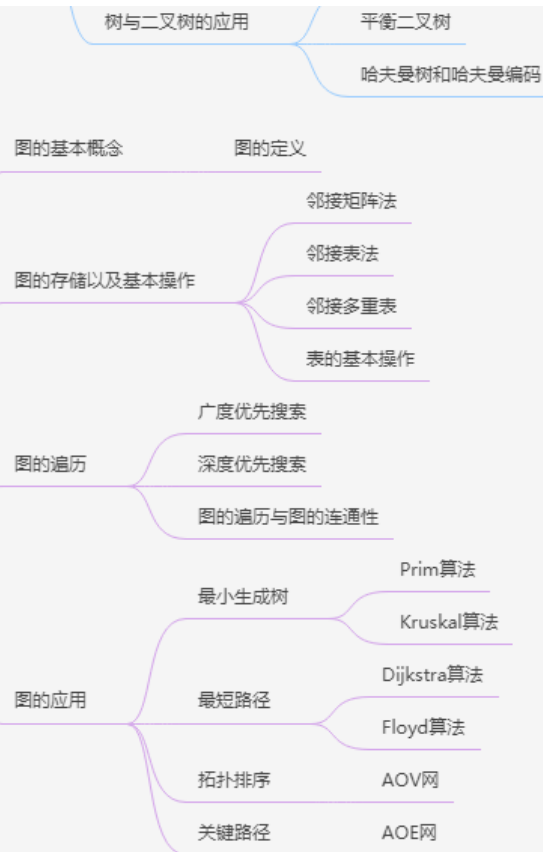 树与二叉树的应用
平衡二叉树
哈夫曼树和哈夫曼编码
图的基本概念
图的定义
图的存储以及基本操作
邻接矩阵法
邻接表法
邻接多重表
表的基本操作
图的遍历
广度优先搜索
深度优先搜索
图的遍历与图的连通性
图的应用
最小生成树
Prim算法
Kruskal算法
最短路径
Dijkstra算法
Floyd算法
拓扑排序
AOV网
关键路径
AOE网